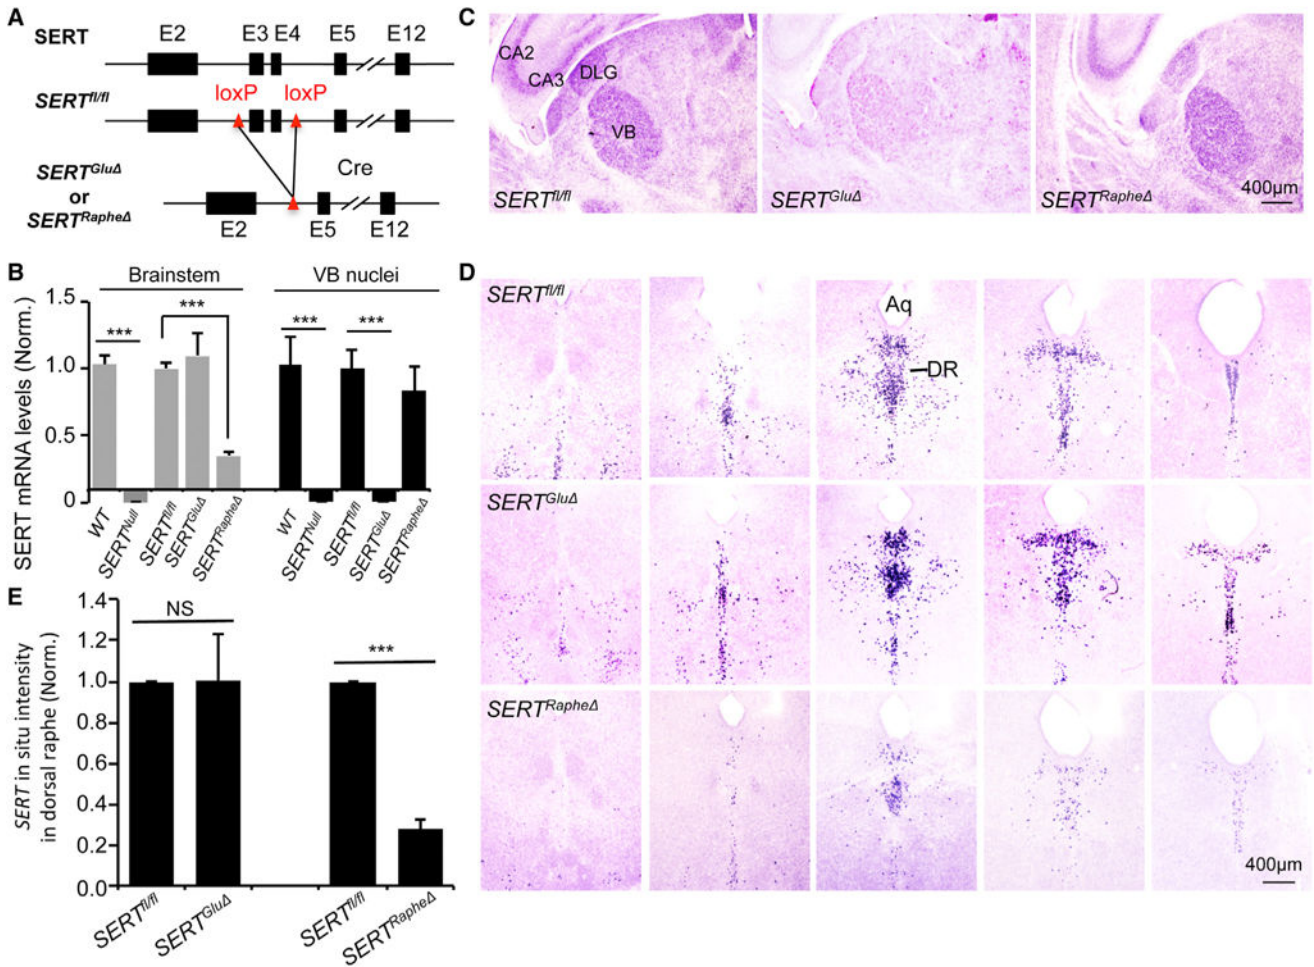 A
SERT
E2
E3
E4
E5
E12
SERTfl/fl
loxP
loxP
SERTGluΔ
or
SERTRapheΔ
Cre
E2
E5
E12
B
Brainstem
VB nuclei
SERT mRNA levels (Norm.)
1.5
1.0
0.5
0
***
***
***
***
WT
SERTNull
SERTfl/fl
SERTGluΔ
SERTRapheΔ
WT
SERTNull
SERTfl/fl
SERTGluΔ
SERTRapheΔ
C
CA2
CA3
DLG
VB
SERTfl/fl
SERTGluΔ
SERTRapheΔ
400μm
D
SERTfl/fl
Aq
DR
SERTGluΔ
SERTRapheΔ
400μm
E
SERT in situ intensity
in dorsal raphe (Norm.)
1.4
1.2
1.0
0.8
0.6
0.4
0.2
0.0
NS
***
SERTfl/fl
SERTGluΔ
SERTfl/fl
SERTRapheΔ